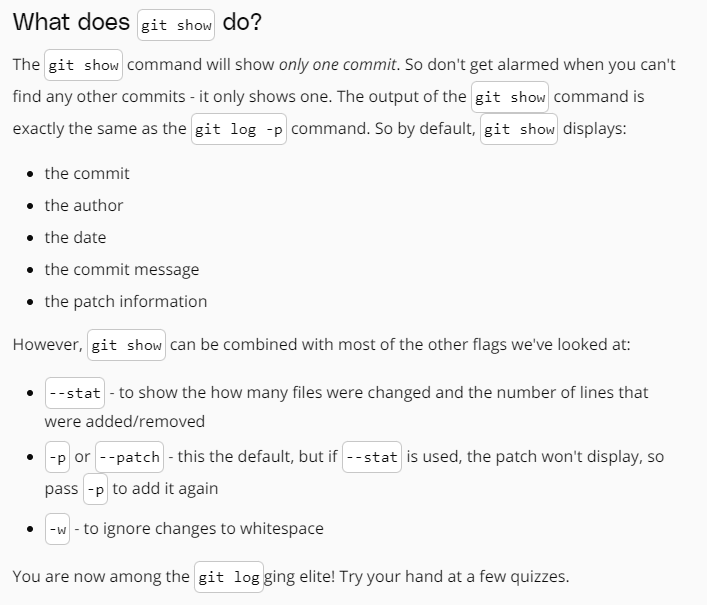 What does git show do?
The git show command will show only one commit. So don't get alarmed when you can't
find any other commits - it only shows one. The output of the git show command is
exactly the same as the git log -p command. So by default, git show displays:
• the commit
• the author
• the date
• the commit message
• the patch information
However, git show can be combined with most of the other flags we've looked at:
• --stat - to show the how many files were changed and the number of lines that
were added/removed
• -p or --patch - this the default, but if --stat is used, the patch won't display, so
pass -p to add it again
• -w - to ignore changes to whitespace
You are now among the git logging elite! Try your hand at a few quizzes.